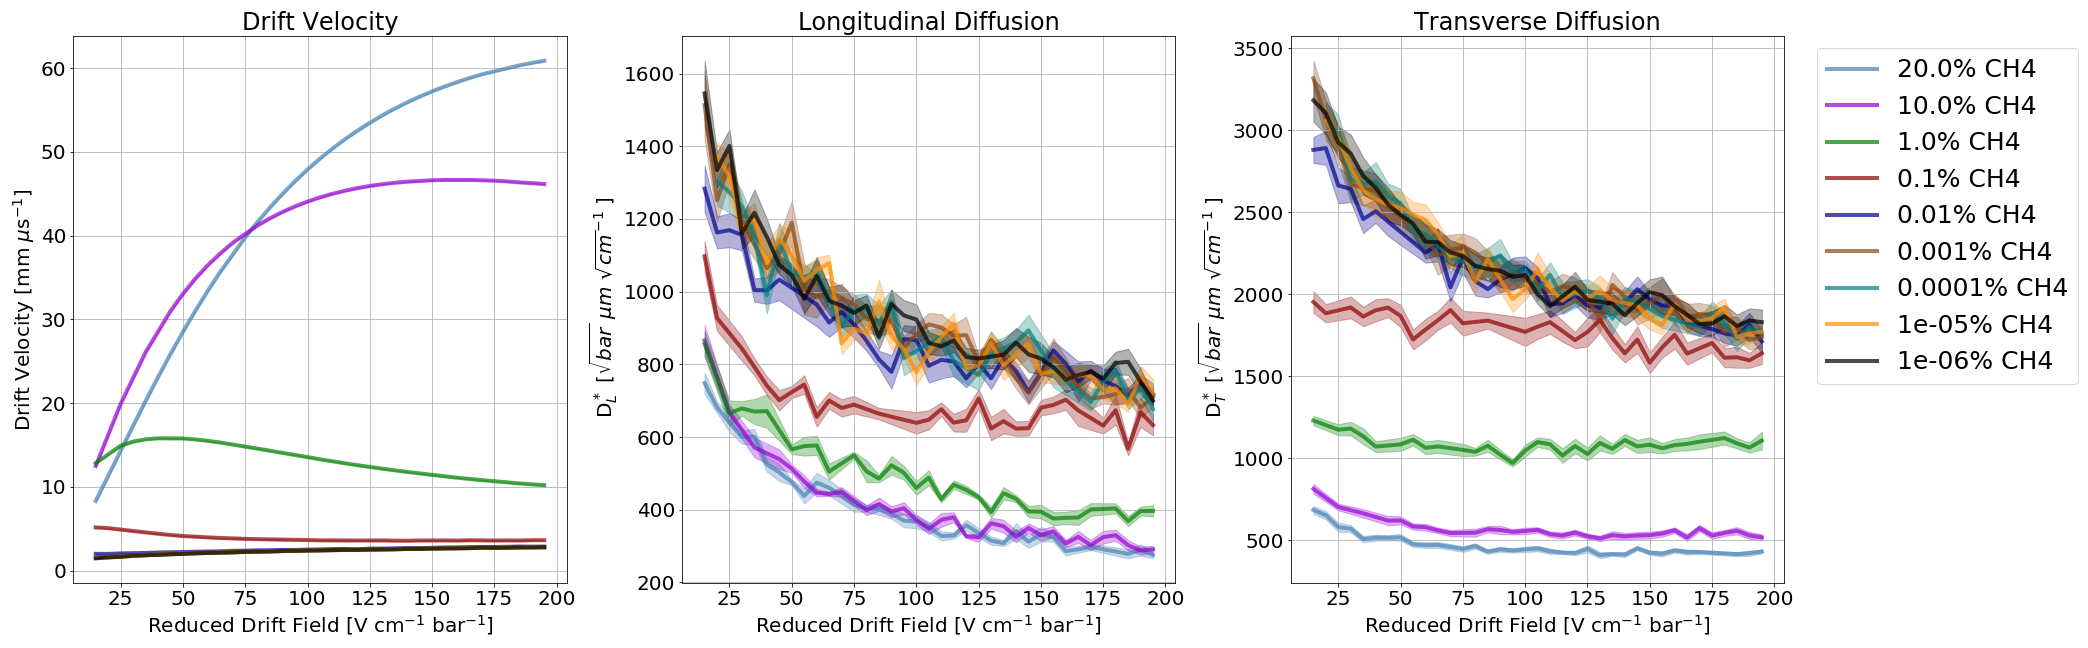 Drift Velocity
Longitudinal Diffusion
Transverse Diffusion
Drift Velocity [mm μs⁻¹]
60
50
40
30
20
10
0
25 50 75 100 125 150 175 200
Reduced Drift Field [V cm⁻¹ bar⁻¹]
D_L^* [√bar μm √cm⁻¹ ]
1600
1400
1200
1000
800
600
400
200
25 50 75 100 125 150 175 200
Reduced Drift Field [V cm⁻¹ bar⁻¹]
D_T^* [√bar μm √cm⁻¹ ]
3500
3000
2500
2000
1500
1000
500
25 50 75 100 125 150 175 200
Reduced Drift Field [V cm⁻¹ bar⁻¹]
20.0% CH4
10.0% CH4
1.0% CH4
0.1% CH4
0.01% CH4
0.001% CH4
0.0001% CH4
1e-05% CH4
1e-06% CH4